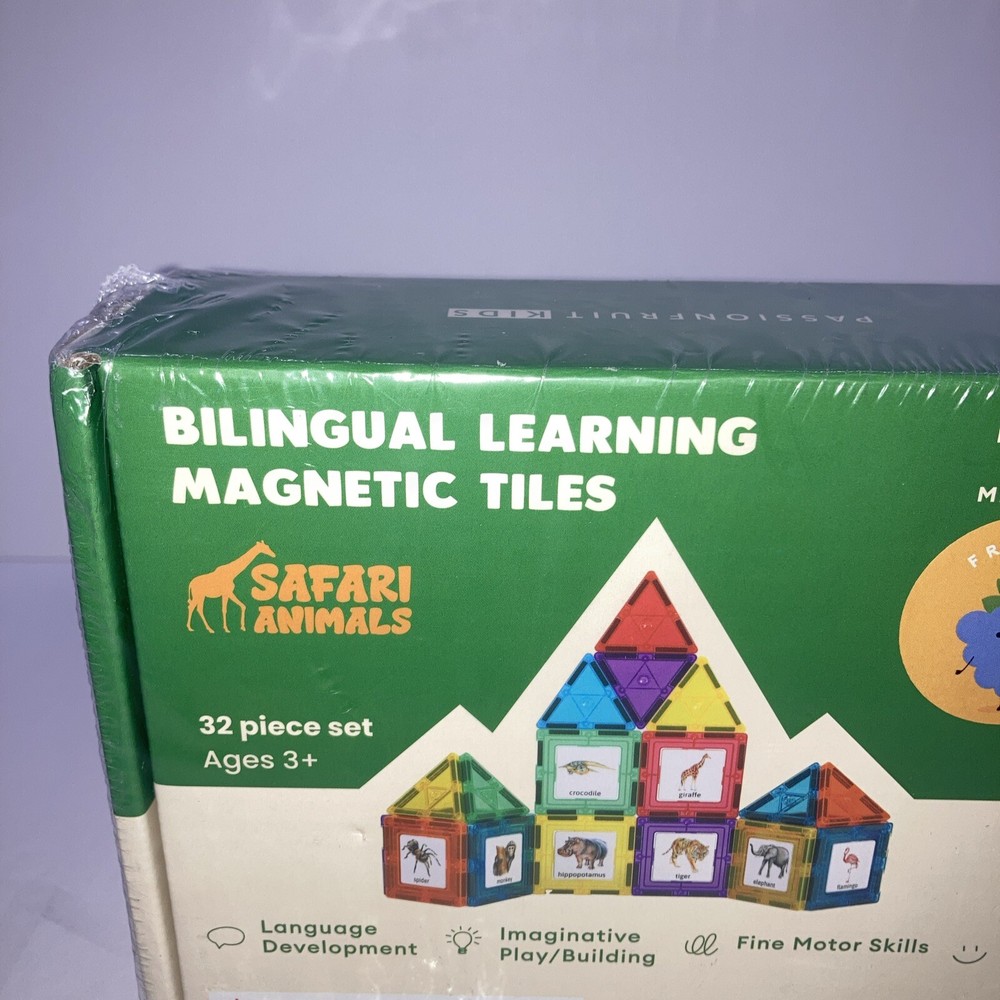 PASSIONFRUIT KIDS
BILINGUAL LEARNING
MAGNETIC TILES
SAFARI
ANIMALS
32 piece set
Ages 3+
crocodile
giraffe
spider
monkey
hippopotamus
tiger
elephant
flamingo
Language
Development
Imaginative
Play/Building
Fine Motor Skills